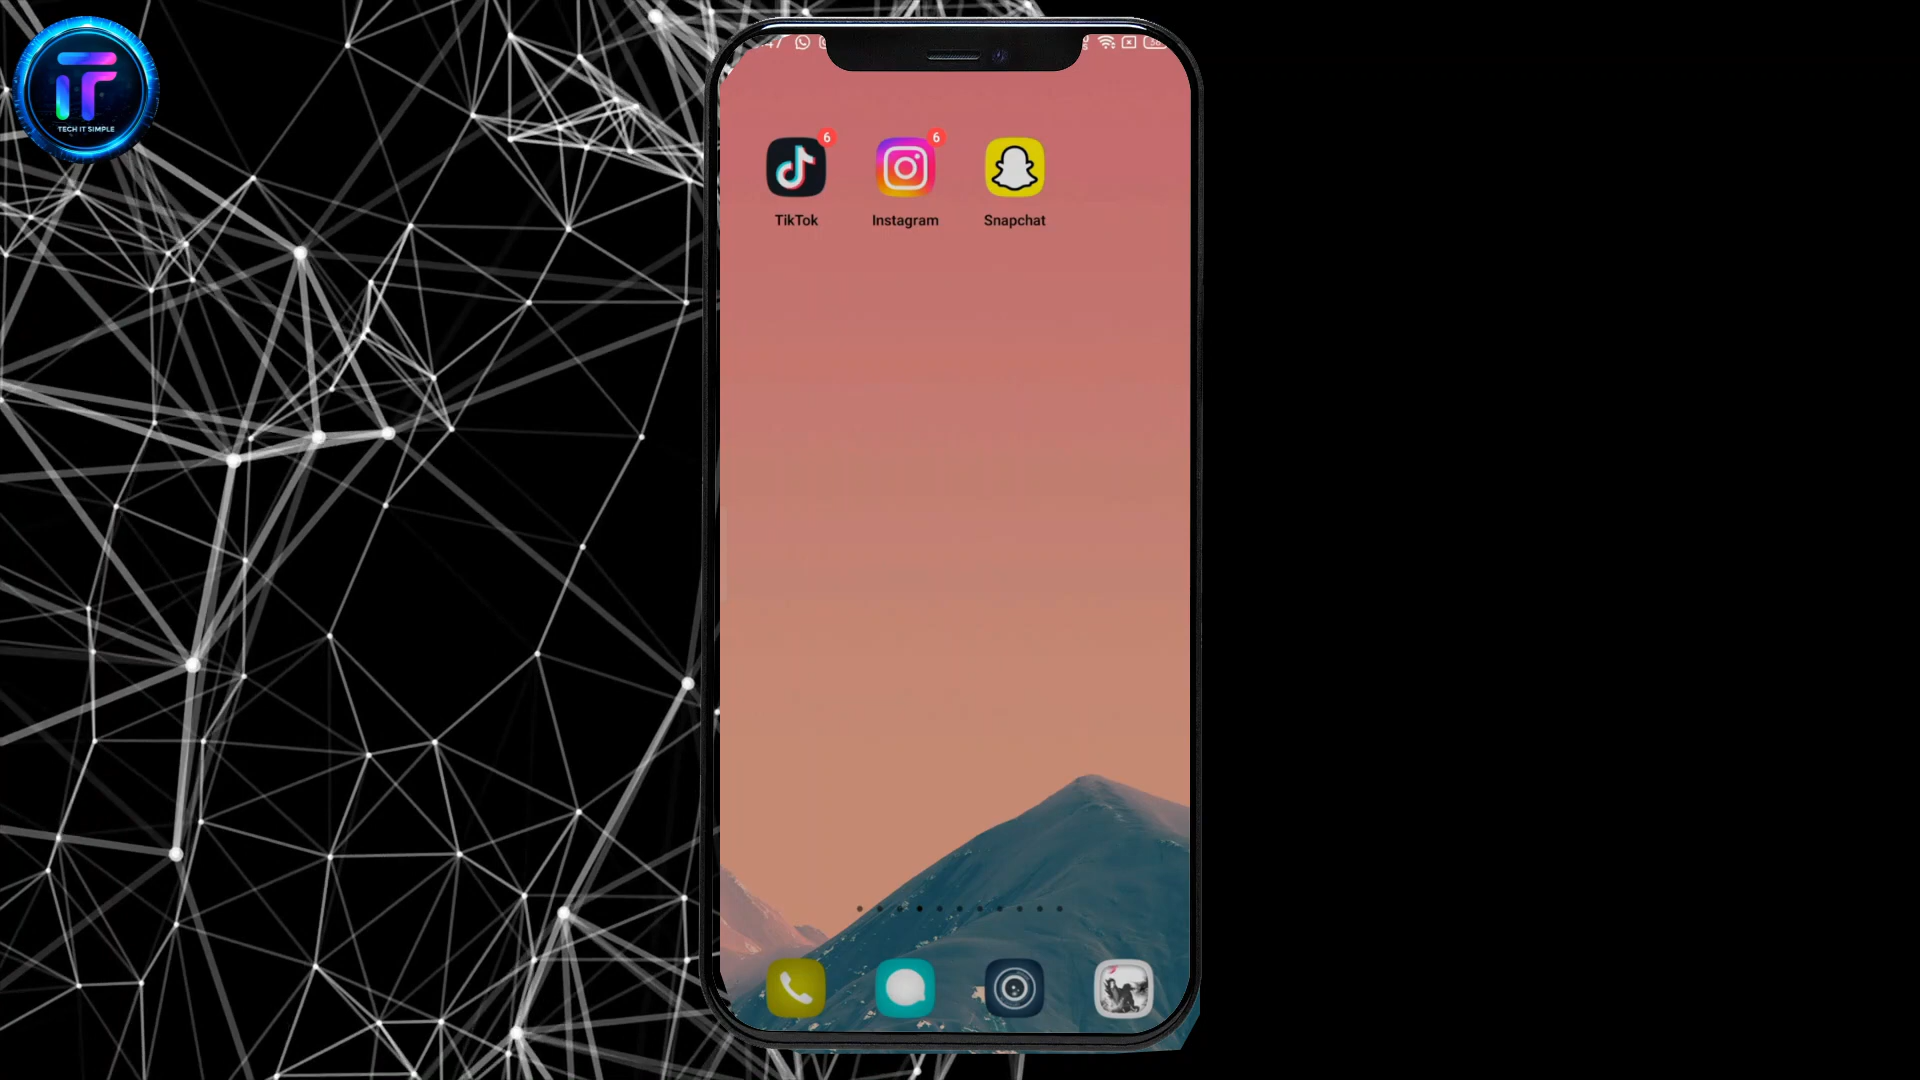 TECH IT SIMPLE
6
6
TikTok
Instagram
Snapchat